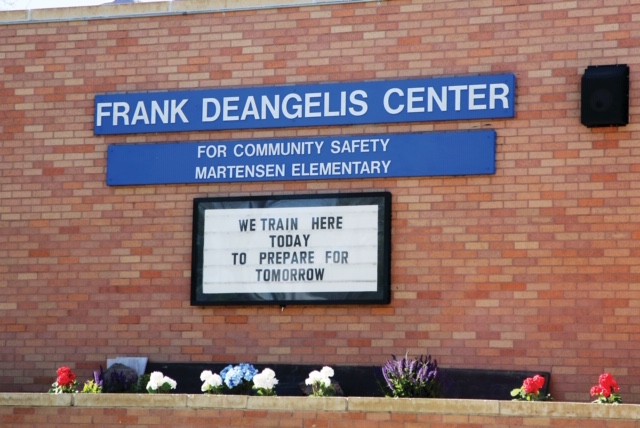 FRANK DEANGELIS CENTER
FOR COMMUNITY SAFETY
MARTENSEN ELEMENTARY
WE TRAIN HERE
TODAY
TO PREPARE FOR
TOMORROW